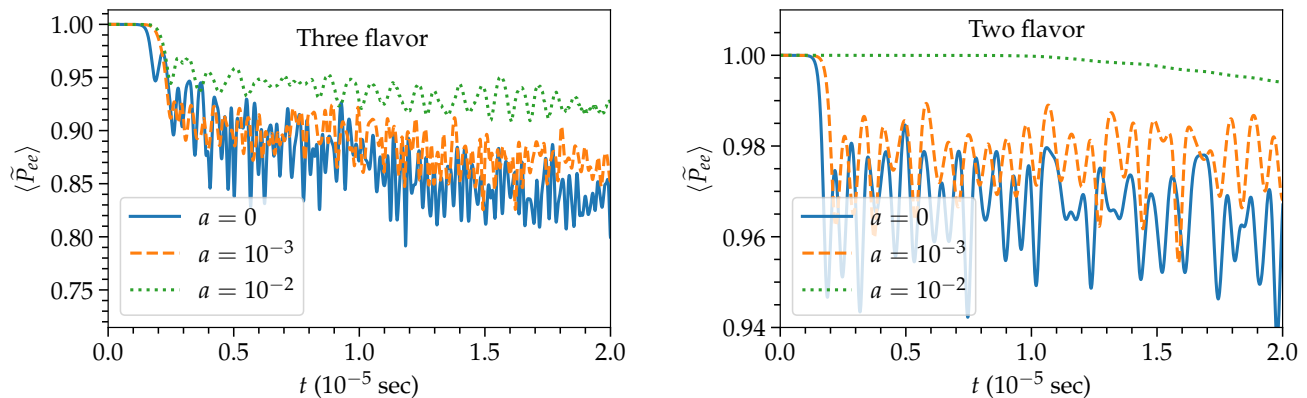 Three flavor
1.00
0.95
0.90
0.85
0.80
0.75
⟨P̃ₑₑ⟩
a = 0
a = 10⁻³
a = 10⁻²
0.0 0.5 1.0 1.5 2.0
t (10⁻⁵ sec)
Two flavor
1.00
0.98
0.96
0.94
⟨P̃ₑₑ⟩
a = 0
a = 10⁻³
a = 10⁻²
0.0 0.5 1.0 1.5 2.0
t (10⁻⁵ sec)